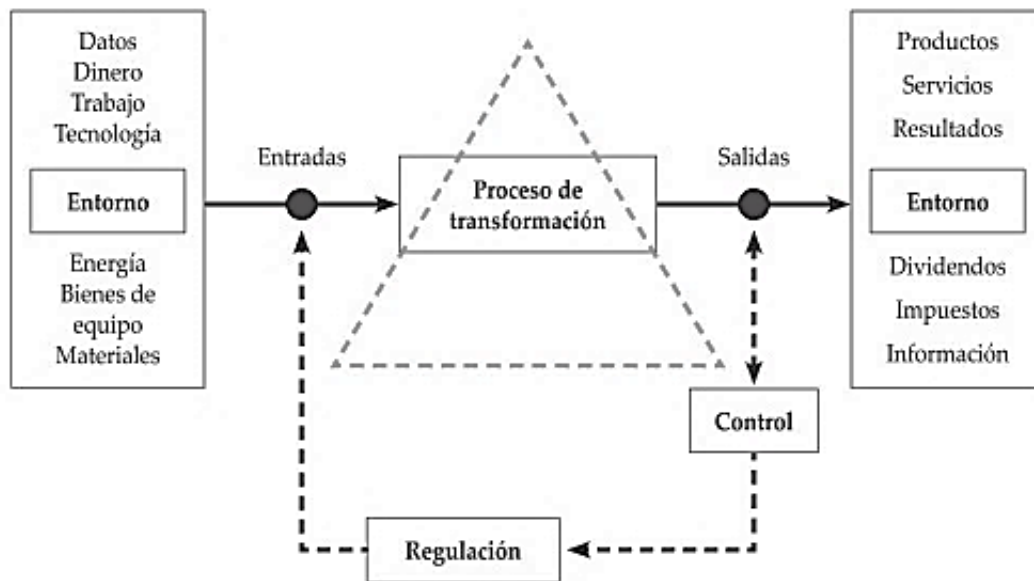 Datos
Dinero
Trabajo
Tecnología
Entorno
Energía
Bienes de
equipo
Materiales
Entradas
Proceso de
transformación
Salidas
Productos
Servicios
Resultados
Entorno
Dividendos
Impuestos
Información
Control
Regulación